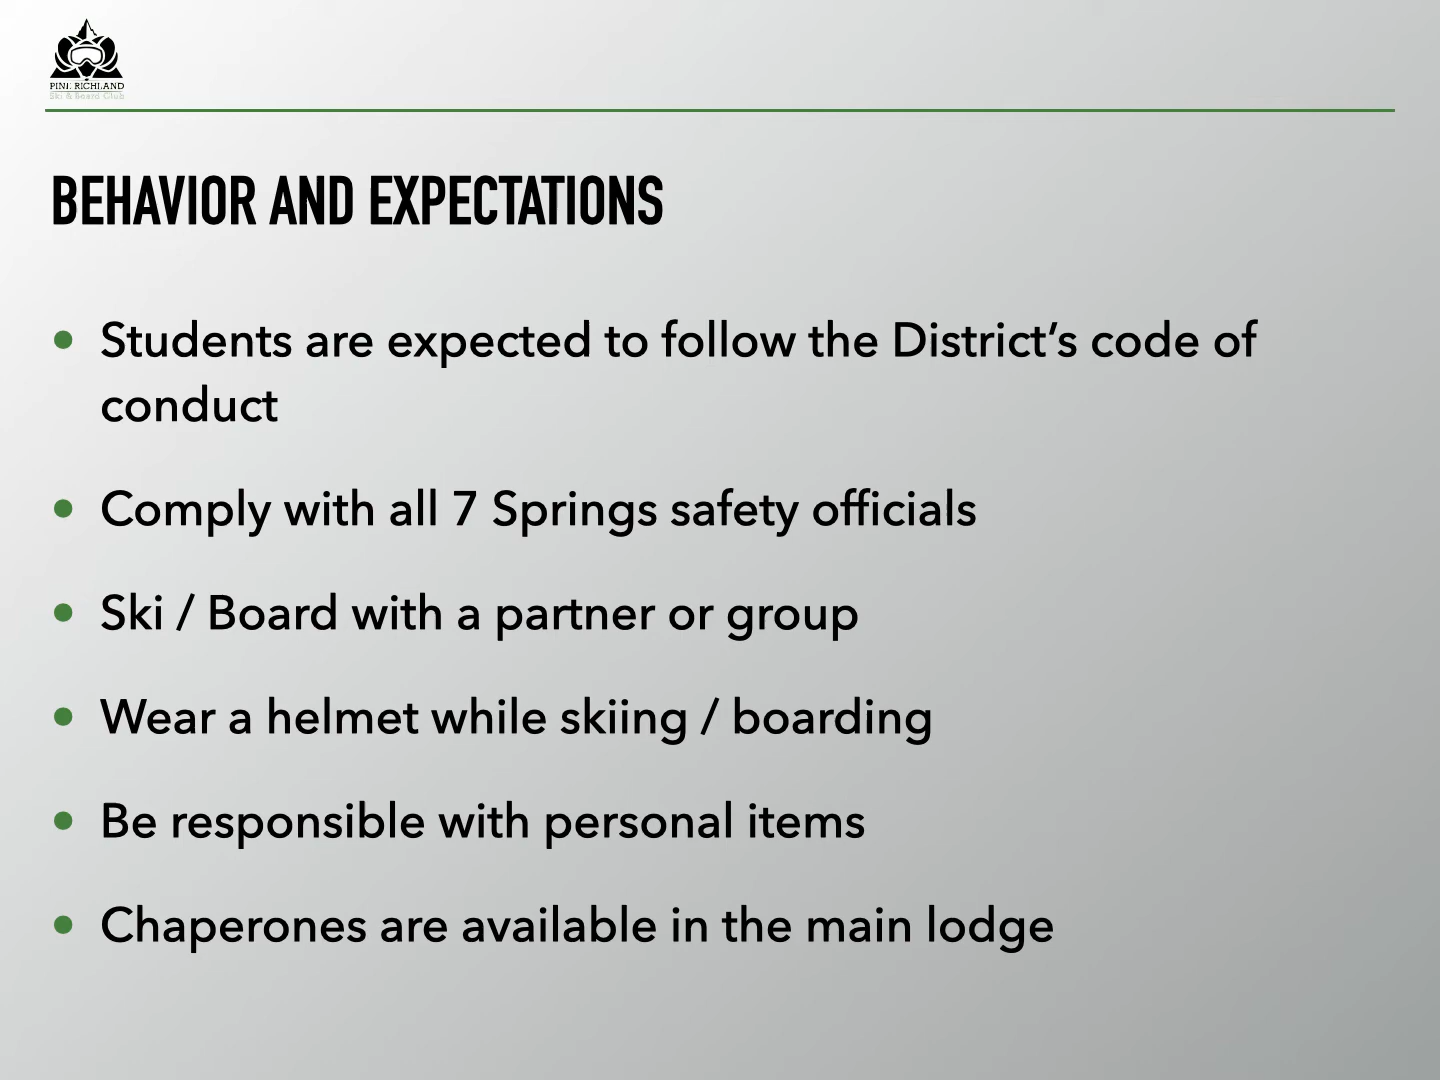 PINE RICHLAND
Ski & Board Club
BEHAVIOR AND EXPECTATIONS
• Students are expected to follow the District’s code of
conduct
• Comply with all 7 Springs safety officials
• Ski / Board with a partner or group
• Wear a helmet while skiing / boarding
• Be responsible with personal items
• Chaperones are available in the main lodge